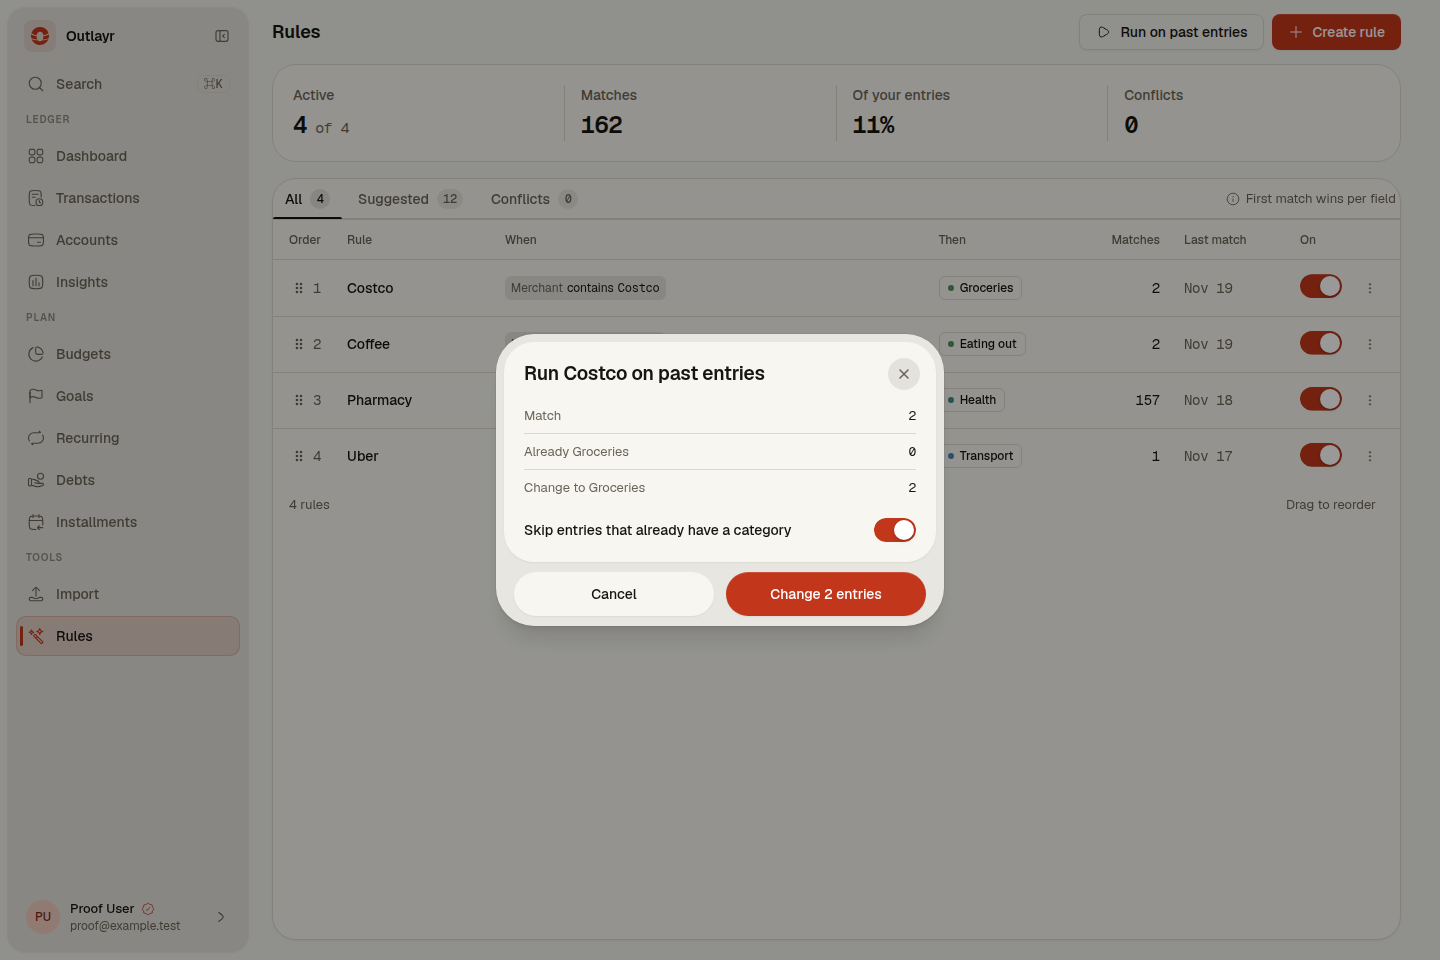 Outlayr
Search ⌘K
LEDGER
Dashboard
Transactions
Accounts
Insights
PLAN
Budgets
Goals
Recurring
Debts
Installments
TOOLS
Import
Rules
PU
Proof User
proof@example.test
Rules
Run on past entries
Create rule
Active
4 of 4
Matches
162
Of your entries
11%
Conflicts
0
All 4
Suggested 12
Conflicts 0
First match wins per field
Order Rule When Then Matches Last match On
1 Costco Merchant contains Costco Groceries 2 Nov 19
2 Coffee Eating out 2 Nov 19
3 Pharmacy Health 157 Nov 18
4 Uber Transport 1 Nov 17
4 rules Drag to reorder
Run Costco on past entries
Match 2
Already Groceries 0
Change to Groceries 2
Skip entries that already have a category
Cancel
Change 2 entries